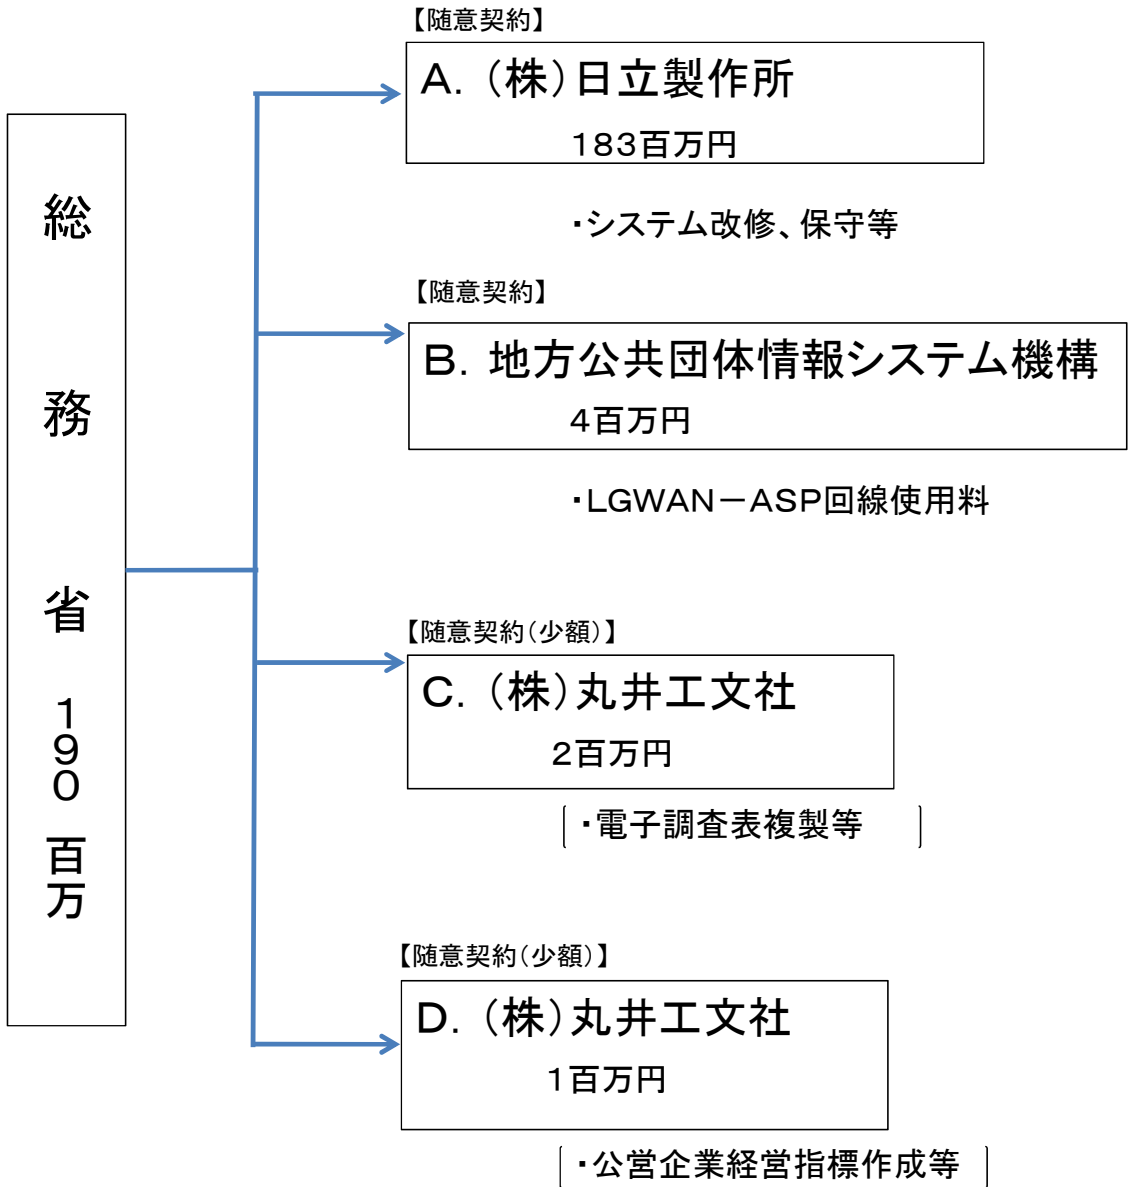 総務省 190百万
【随意契約】
A.(株)日立製作所
183百万円
・システム改修、保守等
【随意契約】
B.地方公共団体情報システム機構
4百万円
・LGWAN-ASP回線使用料
【随意契約(少額)】
C.(株)丸井工文社
2百万円
・電子調査表複製等
【随意契約(少額)】
D.(株)丸井工文社
1百万円
・公営企業経営指標作成等